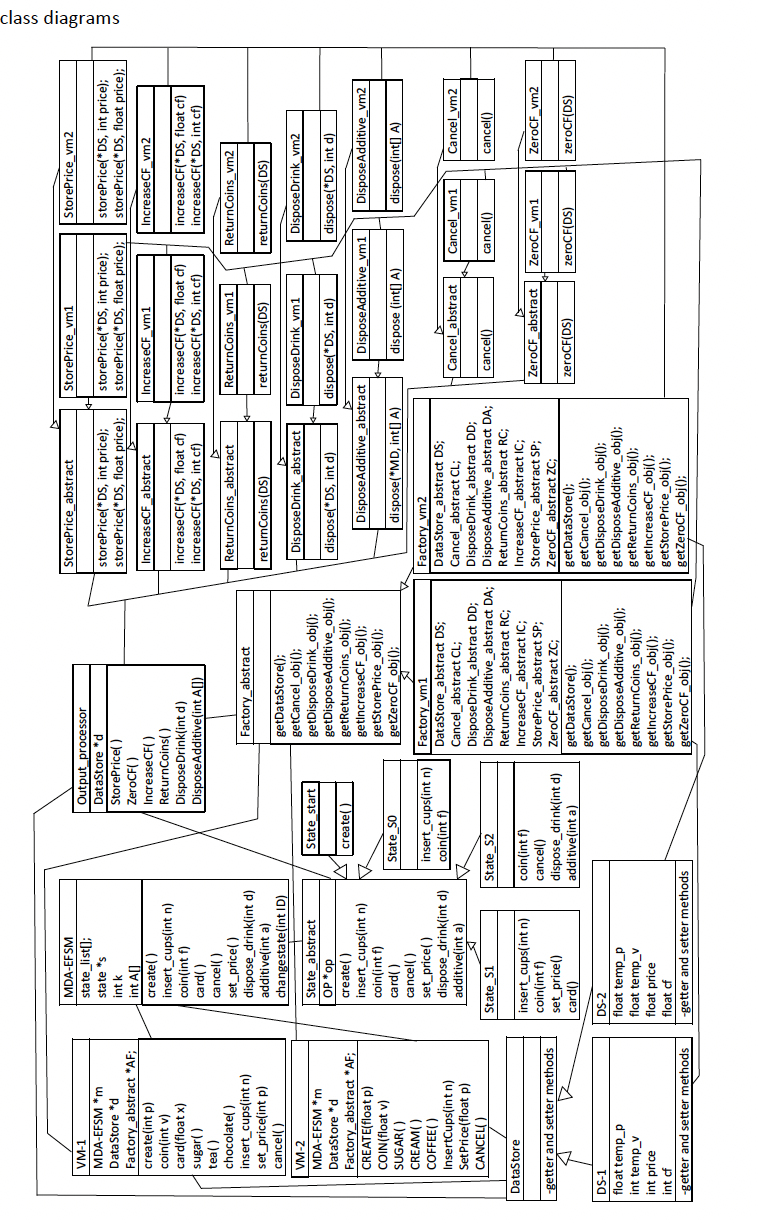 class diagrams
VM-1
MDA-EFSM *m
DataStore *d
Factory_abstract *AF;
create(int p)
coin(int v)
card(float x)
sugar( )
tea( )
chocolate( )
insert_cups(int n)
set_price(int p)
cancel( )
VM-2
MDA-EFSM *m
DataStore *d
Factory_abstract *AF;
CREATE(float p)
COIN(float v)
SUGAR( )
CREAM( )
COFFEE( )
InsertCups(int n)
SetPrice(float p)
CANCEL( )
DataStore
-getter and setter methods
DS-1
float temp_p
int temp_v
int price
int cf
-getter and setter methods
MDA-EFSM
state_list[];
state *s
int k
int A[]
create( )
insert_cups(int n)
coin(int f)
card( )
cancel( )
set_price( )
dispose_drink(int d)
additive(int a)
changestate(int ID)
State_abstract
OP *op
create( )
insert_cups(int n)
coin(int f)
card( )
cancel( )
set_price( )
dispose_drink(int d)
additive(int a)
State_S1
insert_cups(int n)
coin(int f)
set_price( )
card( )
DS-2
float temp_p
float temp_v
float price
float cf
-getter and setter methods
State_start
create( )
State_S0
insert_cups(int n)
coin(int f)
State_S2
coin(int f)
cancel()
dispose_drink(int d)
additive(int a)
Output_processor
DataStore *d
StorePrice( )
ZeroCF( )
IncreaseCF( )
ReturnCoins( )
DisposeDrink(int d)
DisposeAdditive(int A[])
Factory_abstract
getDataStore();
getCancel_obj();
getDisposeDrink_obj();
getDisposeAdditive_obj();
getReturnCoins_obj();
getIncreaseCF_obj();
getStorePrice_obj();
getZeroCF_obj();
Factory_vm1
DataStore_abstract DS;
Cancel_abstract CL;
DisposeDrink_abstract DD;
DisposeAdditive_abstract DA;
ReturnCoins_abstract RC;
IncreaseCF_abstract IC;
StorePrice_abstract SP;
ZeroCF_abstract ZC;
getDataStore();
getCancel_obj();
getDisposeDrink_obj();
getDisposeAdditive_obj();
getReturnCoins_obj();
getIncreaseCF_obj();
getStorePrice_obj();
getZeroCF_obj();
Factory_vm2
DataStore_abstract DS;
Cancel_abstract CL;
DisposeDrink_abstract DD;
DisposeAdditive_abstract DA;
ReturnCoins_abstract RC;
IncreaseCF_abstract IC;
StorePrice_abstract SP;
ZeroCF_abstract ZC;
getDataStore();
getCancel_obj();
getDisposeDrink_obj();
getDisposeAdditive_obj();
getReturnCoins_obj();
getIncreaseCF_obj();
getStorePrice_obj();
getZeroCF_obj();
StorePrice_abstract
storePrice(*DS, int price);
storePrice(*DS, float price);
IncreaseCF_abstract
increaseCF(*DS, float cf)
increaseCF(*DS, int cf)
ReturnCoins_abstract
returnCoins(DS)
DisposeDrink_abstract
dispose(*DS, int d)
DisposeAdditive_abstract
dispose(*MD, int[] A)
Cancel_abstract
cancel()
ZeroCF_abstract
zeroCF(DS)
StorePrice_vm1
storePrice(*DS, int price);
storePrice(*DS, float price);
IncreaseCF_vm1
increaseCF(*DS, float cf)
increaseCF(*DS, int cf)
ReturnCoins_vm1
returnCoins(DS)
DisposeDrink_vm1
dispose(*DS, int d)
DisposeAdditive_vm1
dispose (int[] A)
Cancel_vm1
cancel()
ZeroCF_vm1
zeroCF(DS)
StorePrice_vm2
storePrice(*DS, int price);
storePrice(*DS, float price);
IncreaseCF_vm2
increaseCF(*DS, float cf)
increaseCF(*DS, int cf)
ReturnCoins_vm2
returnCoins(DS)
DisposeDrink_vm2
dispose(*DS, int d)
DisposeAdditive_vm2
dispose(int[] A)
Cancel_vm2
cancel()
ZeroCF_vm2
zeroCF(DS)